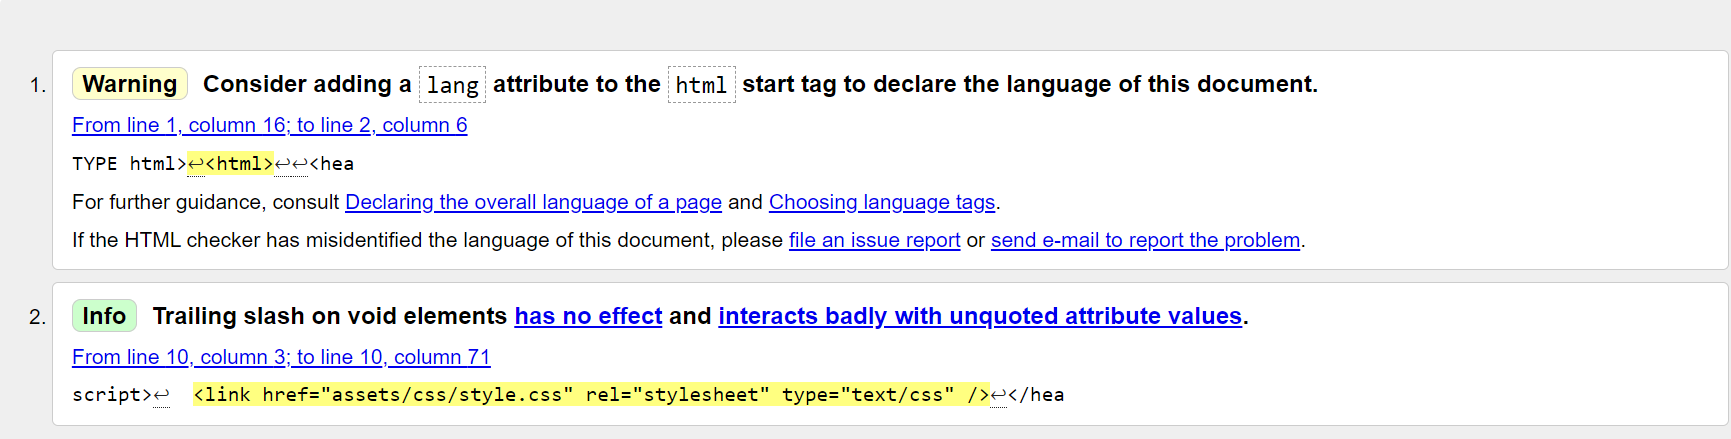 1. Warning Consider adding a lang attribute to the html start tag to declare the language of this document.
From line 1, column 16; to line 2, column 6
TYPE html>↩<html>↩↩<hea
For further guidance, consult Declaring the overall language of a page and Choosing language tags.
If the HTML checker has misidentified the language of this document, please file an issue report or send e-mail to report the problem.
2. Info Trailing slash on void elements has no effect and interacts badly with unquoted attribute values.
From line 10, column 3; to line 10, column 71
script>↩  <link href="assets/css/style.css" rel="stylesheet" type="text/css" />↩</hea